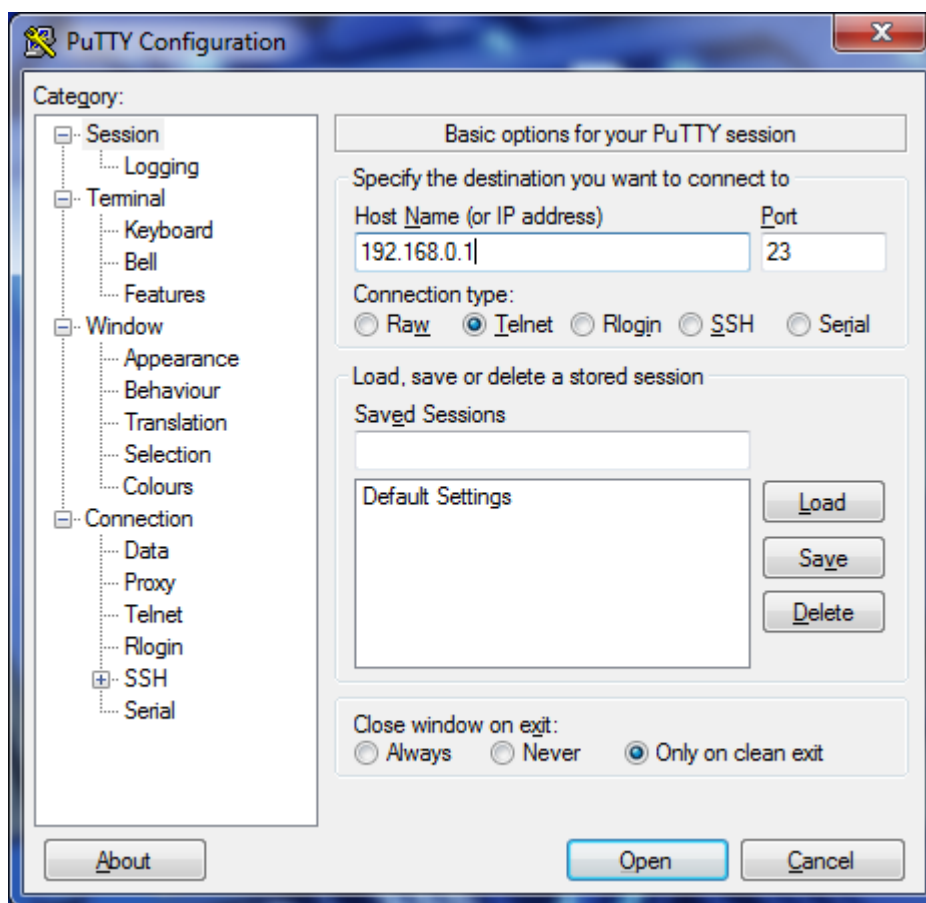 PuTTY Configuration
x
Category:
Session
Logging
Terminal
Keyboard
Bell
Features
Window
Appearance
Behaviour
Translation
Selection
Colours
Connection
Data
Proxy
Telnet
Rlogin
SSH
Serial
Basic options for your PuTTY session
Specify the destination you want to connect to
Host Name (or IP address) Port
192.168.0.1 23
Connection type:
Raw Telnet Rlogin SSH Serial
Load, save or delete a stored session
Saved Sessions
Default Settings
Load
Save
Delete
Close window on exit:
Always Never Only on clean exit
About Open Cancel